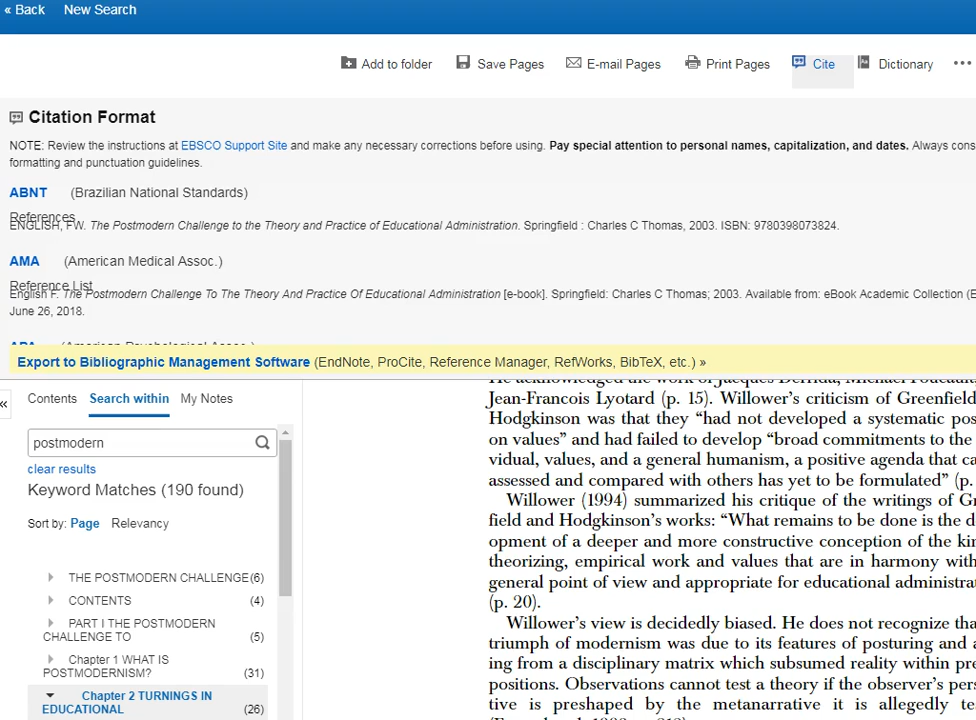 « Back New Search
Add to folder Save Pages E-mail Pages Print Pages Cite Dictionary •••
Citation Format
NOTE: Review the instructions at EBSCO Support Site and make any necessary corrections before using. Pay special attention to personal names, capitalization, and dates. Always cons
formatting and punctuation guidelines.
ABNT (Brazilian National Standards)
References
ENGLISH, FW. The Postmodern Challenge to the Theory and Practice of Educational Administration. Springfield : Charles C Thomas, 2003. ISBN: 9780398073824.
AMA (American Medical Assoc.)
Reference List
English F. The Postmodern Challenge To The Theory And Practice Of Educational Administration [e-book]. Springfield: Charles C Thomas; 2003. Available from: eBook Academic Collection (E
June 26, 2018.
APA (American Psychological Assoc.)
Export to Bibliographic Management Software (EndNote, ProCite, Reference Manager, RefWorks, BibTeX, etc.) »
«
Contents Search within My Notes
postmodern
clear results
Keyword Matches (190 found)
Sort by: Page Relevancy
THE POSTMODERN CHALLENGE (6)
CONTENTS (4)
PART I THE POSTMODERN
CHALLENGE TO (5)
Chapter 1 WHAT IS
POSTMODERNISM? (31)
Chapter 2 TURNINGS IN
EDUCATIONAL (26)
He acknowledged the work of Jacques Derrida, Michael Foucault
Jean-Francois Lyotard (p. 15). Willower's criticism of Greenfield
Hodgkinson was that they “had not developed a systematic pos
on values” and had failed to develop “broad commitments to the
vidual, values, and a general humanism, a positive agenda that ca
assessed and compared with others has yet to be formulated” (p.
Willower (1994) summarized his critique of the writings of Gr
field and Hodgkinson's works: “What remains to be done is the d
opment of a deeper and more constructive conception of the kin
theorizing, empirical work and values that are in harmony with
general point of view and appropriate for educational administrat
(p. 20).
Willower's view is decidedly biased. He does not recognize tha
triumph of modernism was due to its features of posturing and a
ing from a disciplinary matrix which subsumed reality within pre
positions. Observations cannot test a theory if the observer's pers
tive is preshaped by the metanarrative it is allegedly te